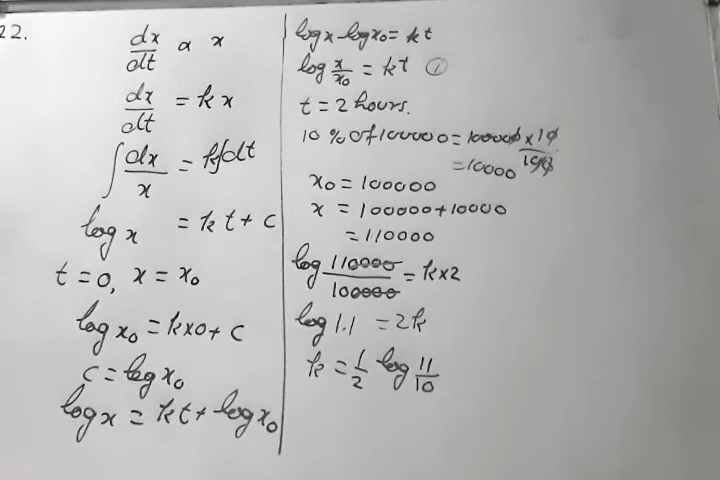 22.
dx/dt α x
dx/dt = kx
∫dx/x = k∫dt
log x = kt + c
t = 0, x = x₀
log x₀ = k×0 + c
c = log x₀
log x = kt + log x₀
log x - log x₀ = kt
log x/x₀ = kt ①
t = 2 hours.
10 % of 100000 = 100000 × 10/100
= 10000
x₀ = 100000
x = 100000 + 10000
= 110000
log 110000/100000 = k×2
log 1.1 = 2k
k = 1/2 log 11/10